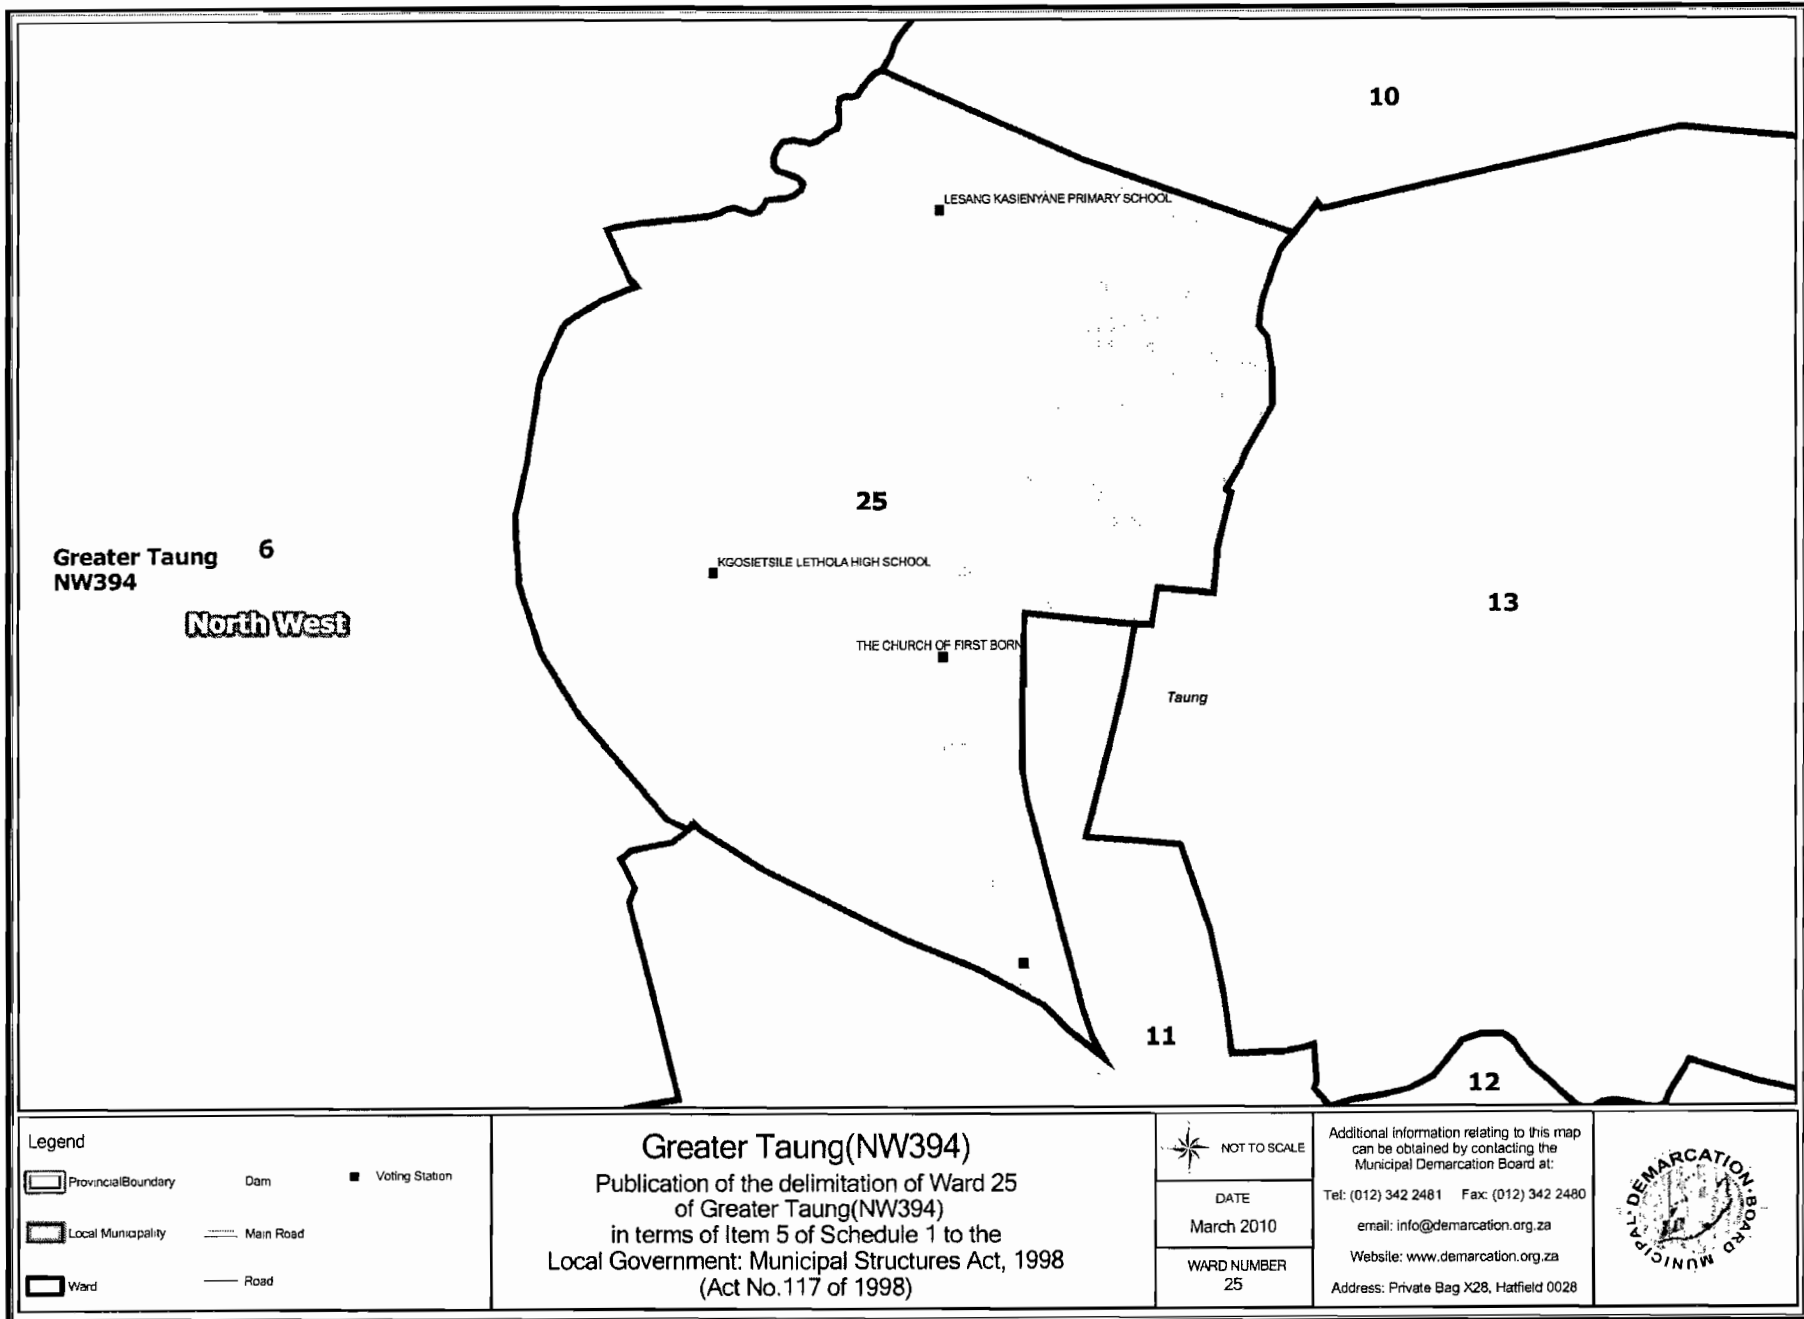 10
LESANG KASIENYANE PRIMARY SCHOOL
25
Greater Taung
NW394
6
North West
KGOSIETSILE LETHOLA HIGH SCHOOL
13
THE CHURCH OF FIRST BORN
Taung
11
12
Legend
ProvincialBoundary
Dam
Voting Station
Local Municipality
Main Road
Ward
Road
Greater Taung(NW394)
Publication of the delimitation of Ward 25
of Greater Taung(NW394)
in terms of Item 5 of Schedule 1 to the
Local Government: Municipal Structures Act, 1998
(Act No.117 of 1998)
NOT TO SCALE
DATE
March 2010
WARD NUMBER
25
Additional information relating to this map
can be obtained by contacting the
Municipal Demarcation Board at:
Tel: (012) 342 2481 Fax: (012) 342 2480
email: info@demarcation.org.za
Website: www.demarcation.org.za
Address: Private Bag X28, Hatfield 0028
MUNICIPAL · DEMARCATION · BOARD